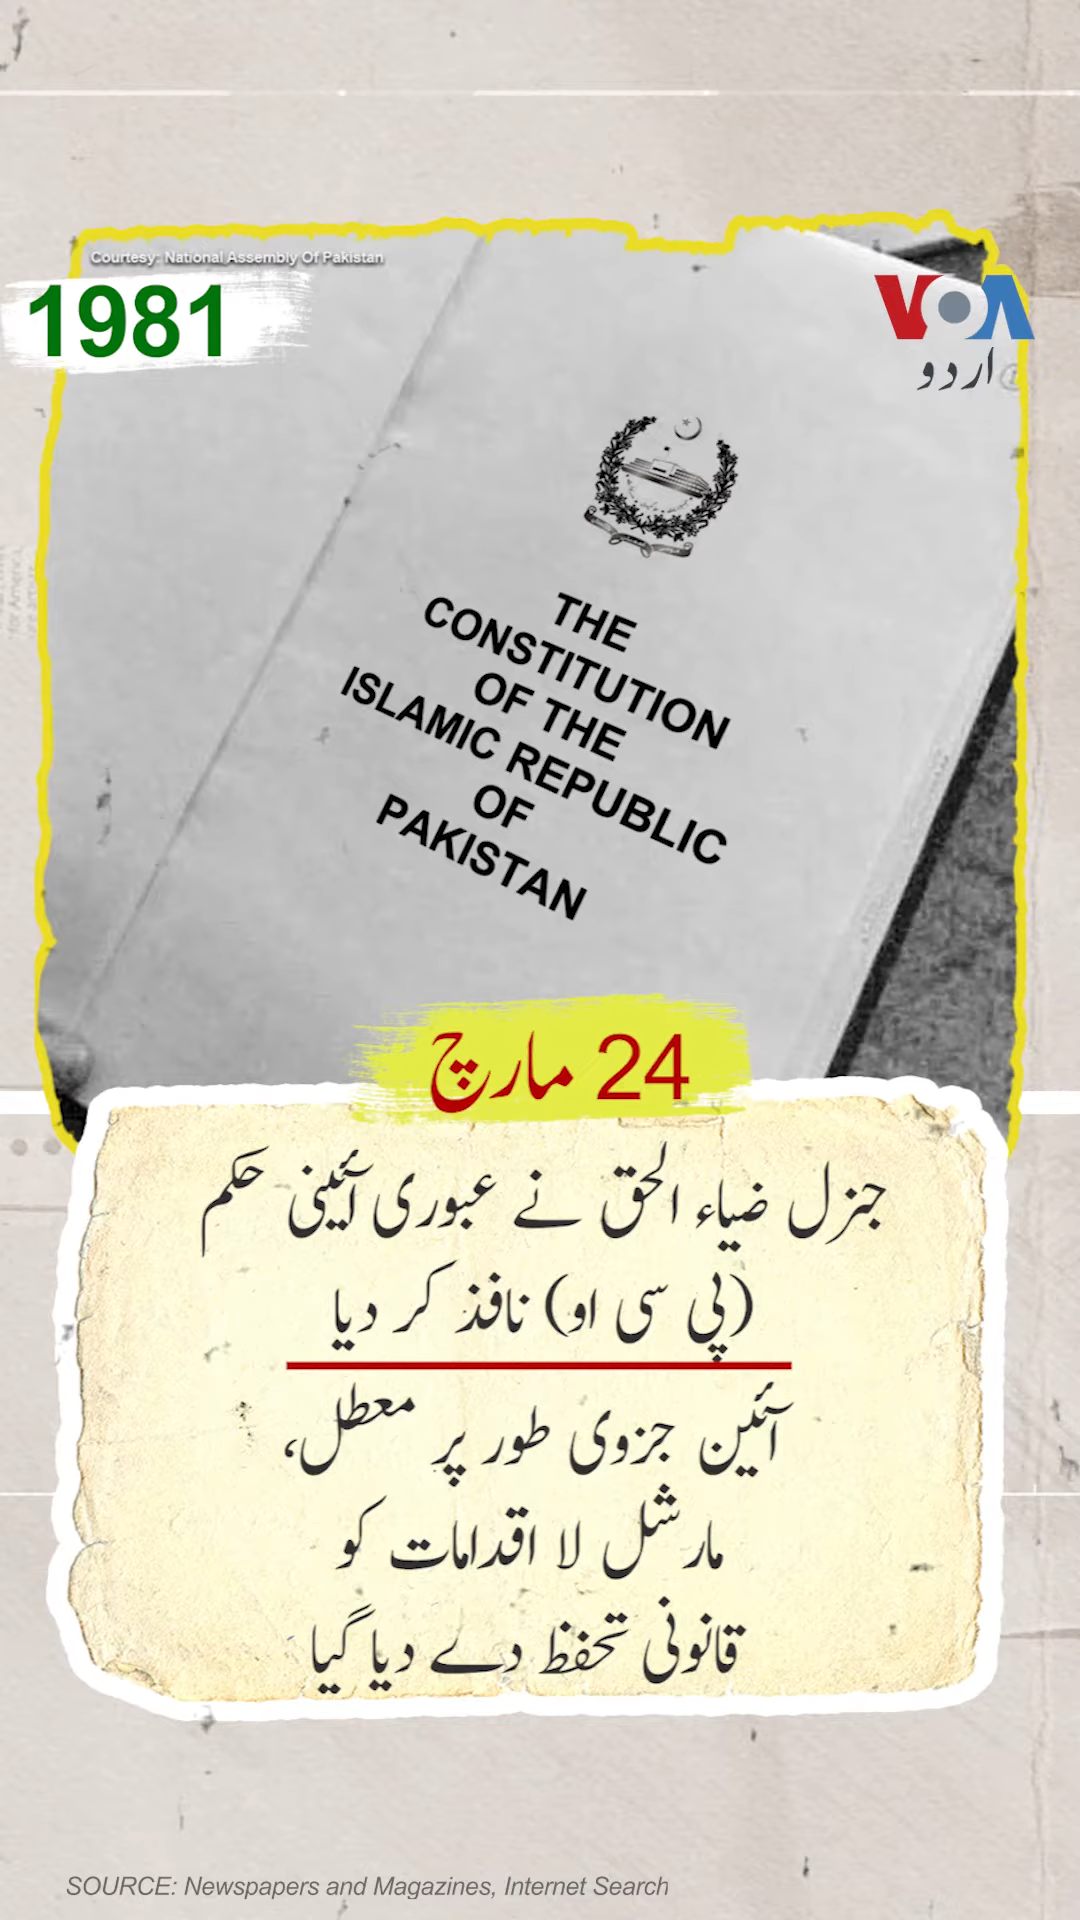 Courtesy: National Assembly Of Pakistan
1981
VOA
اردو
THE
CONSTITUTION
OF THE
ISLAMIC REPUBLIC
OF
PAKISTAN
24 مارچ
جنرل ضیاء الحق نے عبوری آئینی حکم
(پی سی او) نافذ کر دیا
آئین جزوی طور پر معطل،
مارشل لا اقدامات کو
قانونی تحفظ دے دیا گیا
SOURCE: Newspapers and Magazines, Internet Search